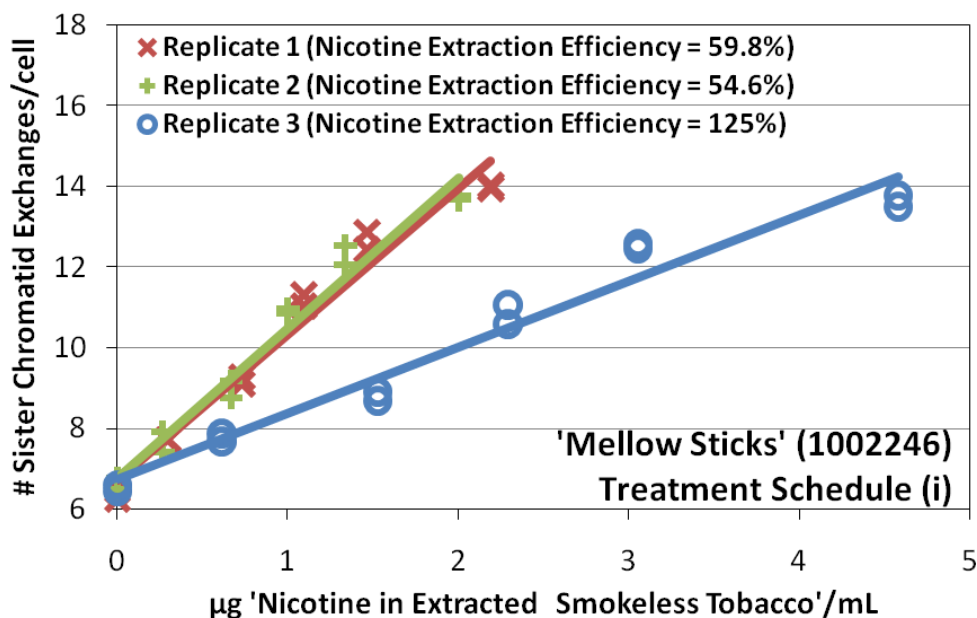 # Sister Chromatid Exchanges/cell
18
16
14
12
10
8
6
Replicate 1 (Nicotine Extraction Efficiency = 59.8%)
Replicate 2 (Nicotine Extraction Efficiency = 54.6%)
Replicate 3 (Nicotine Extraction Efficiency = 125%)
'Mellow Sticks' (1002246)
Treatment Schedule (i)
0 1 2 3 4 5
µg 'Nicotine in Extracted Smokeless Tobacco'/mL